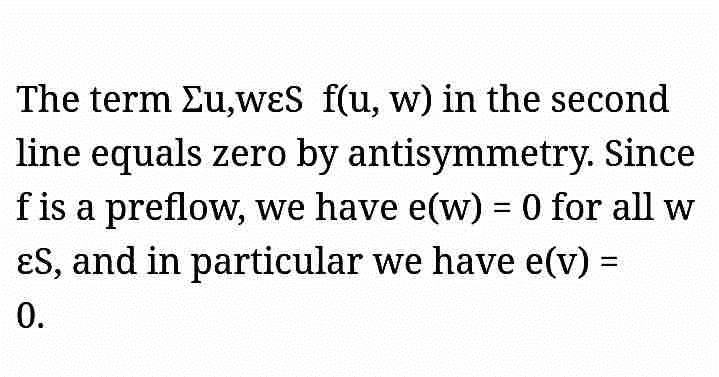 The term Σu,wεS  f(u, w) in the second
line equals zero by antisymmetry. Since
f is a preflow, we have e(w) = 0 for all w
εS, and in particular we have e(v) =
0.